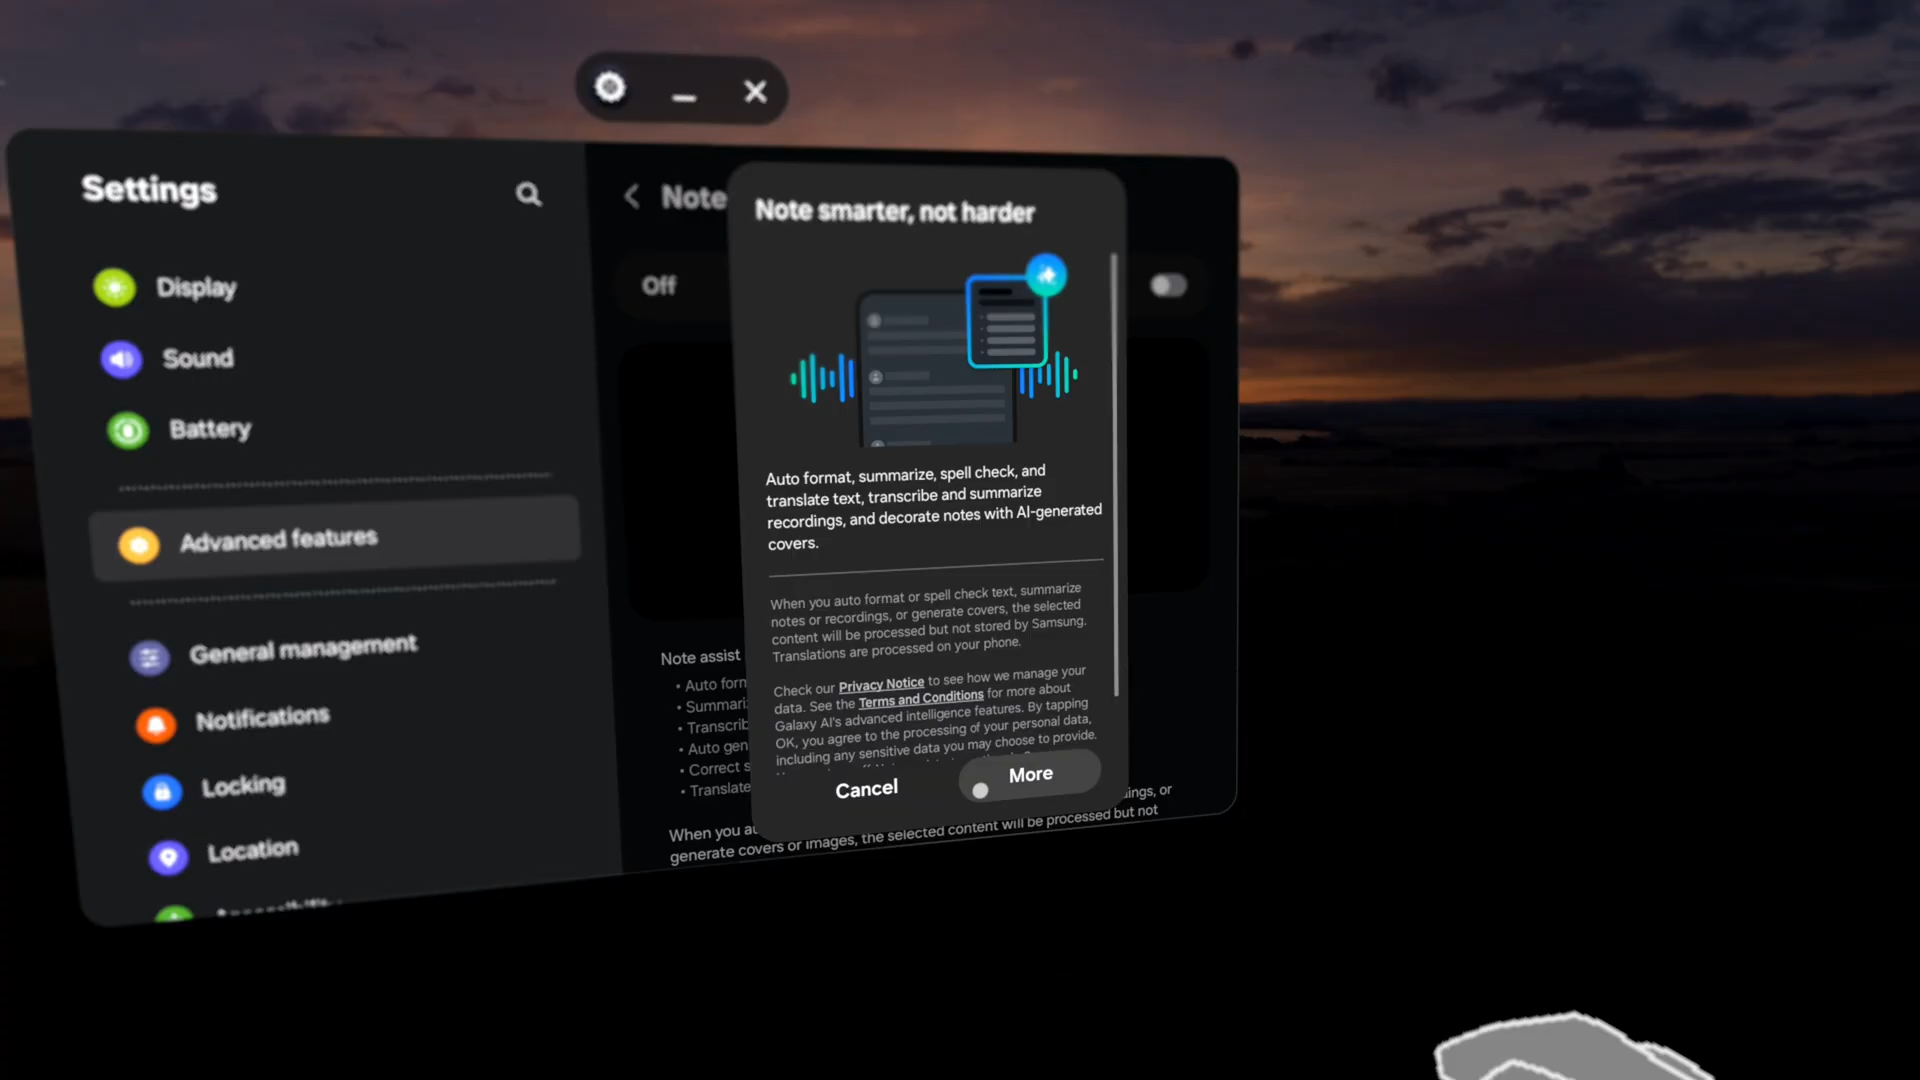 Settings
Display
Sound
Battery
Advanced features
General management
Notifications
Locking
Location
Note
Off
Note assist
• Auto form
• Summari
• Transcrib
• Auto gen
• Correct s
• Translate
When you au
ings, or
generate covers or images, the selected content will be processed but not
Note smarter, not harder
Auto format, summarize, spell check, and
translate text, transcribe and summarize
recordings, and decorate notes with AI-generated
covers.
When you auto format or spell check text, summarize
notes or recordings, or generate covers, the selected
content will be processed but not stored by Samsung.
Translations are processed on your phone.
Check our Privacy Notice to see how we manage your
data. See the Terms and Conditions for more about
Galaxy AI's advanced intelligence features. By tapping
OK, you agree to the processing of your personal data,
including any sensitive data you may choose to provide.
Cancel
More